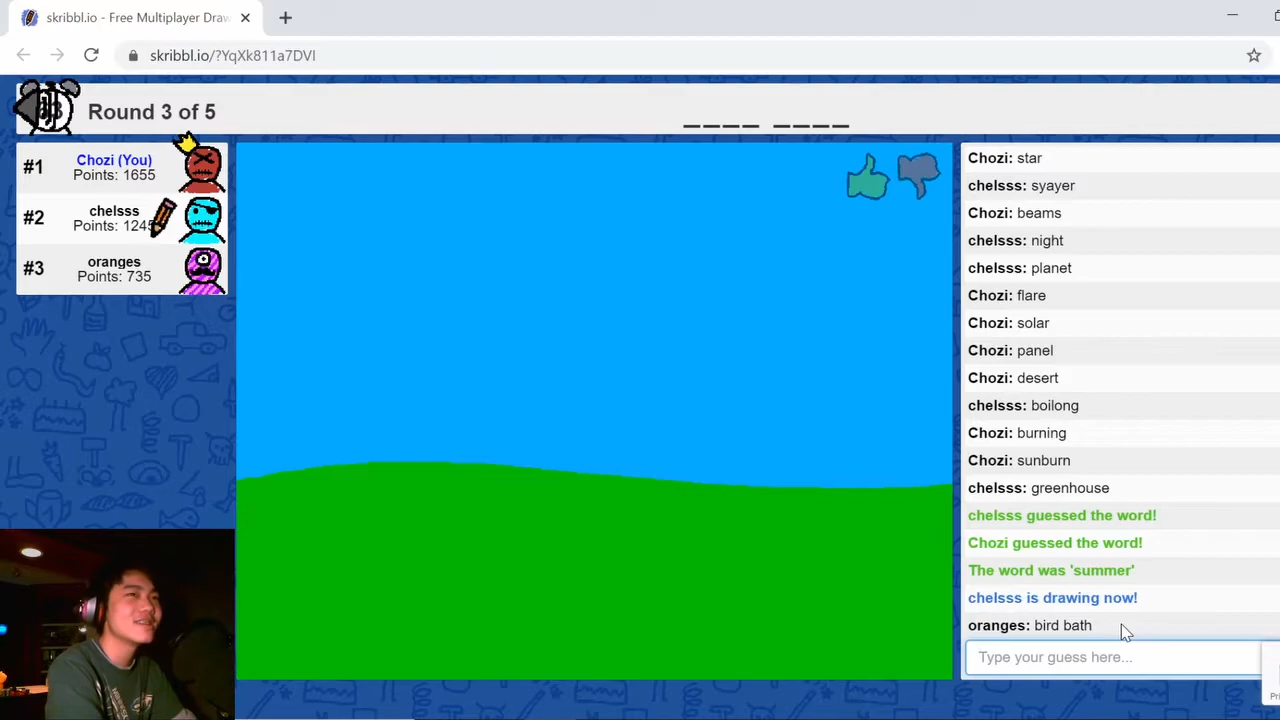 skribbl.io - Free Multiplayer Draw
skribbl.io/?YqXk811a7DVI
Round 3 of 5
____ ____
#1
Chozi (You)
Points: 1655
#2
chelsss
Points: 1245
#3
oranges
Points: 735
Chozi: star
chelsss: syayer
Chozi: beams
chelsss: night
chelsss: planet
Chozi: flare
Chozi: solar
Chozi: panel
Chozi: desert
chelsss: boilong
Chozi: burning
Chozi: sunburn
chelsss: greenhouse
chelsss guessed the word!
Chozi guessed the word!
The word was 'summer'
chelsss is drawing now!
oranges: bird bath
Type your guess here...